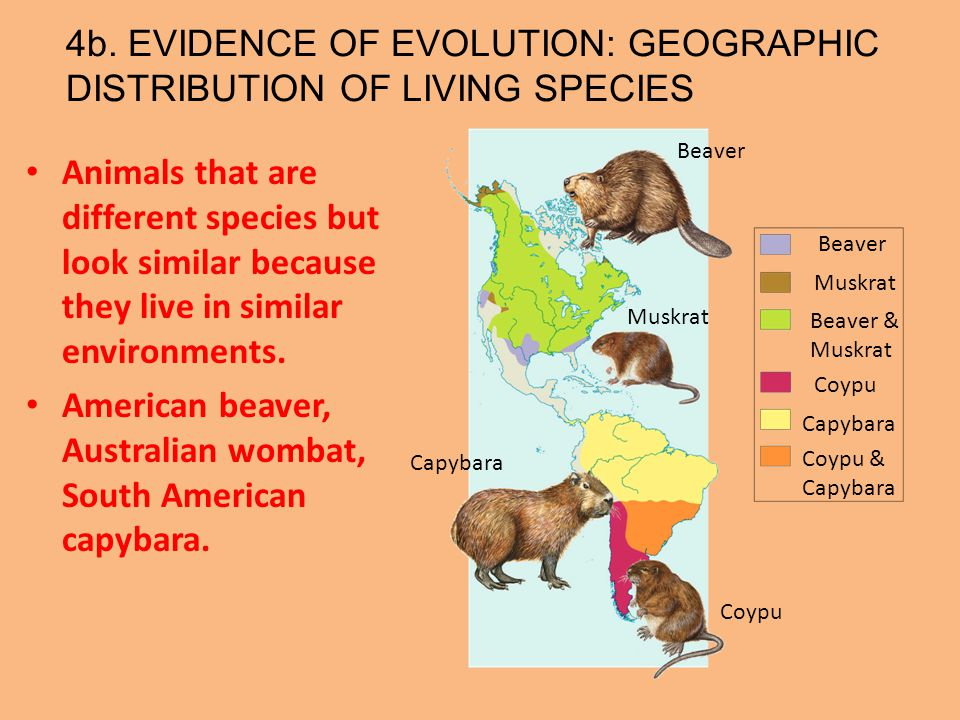 4b. EVIDENCE OF EVOLUTION: GEOGRAPHIC
DISTRIBUTION OF LIVING SPECIES
• Animals that are
different species but
look similar because
they live in similar
environments.
• American beaver,
Australian wombat,
South American
capybara.
Beaver
Muskrat
Capybara
Coypu
Beaver
Muskrat
Beaver &
Muskrat
Coypu
Capybara
Coypu &
Capybara